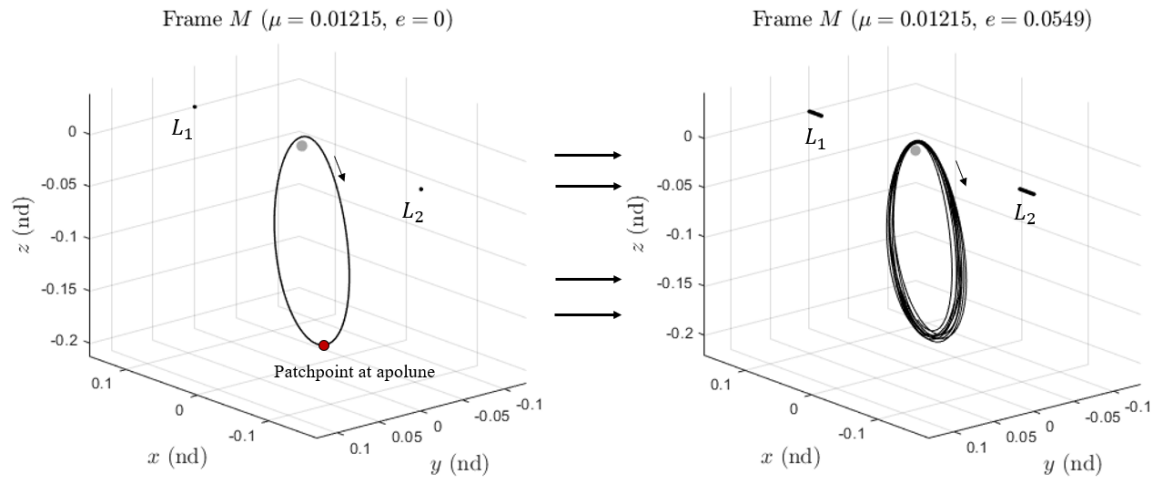 Frame M (μ = 0.01215, e = 0)
L₁
L₂
z (nd)
0
-0.05
-0.1
-0.15
-0.2
Patchpoint at apolune
0.1
0
-0.1
x (nd)
0.1
0.05
0
-0.05
-0.1
y (nd)
Frame M (μ = 0.01215, e = 0.0549)
L₁
L₂
z (nd)
0
-0.05
-0.1
-0.15
-0.2
0.1
0
-0.1
x (nd)
0.1
0.05
0
-0.05
-0.1
y (nd)